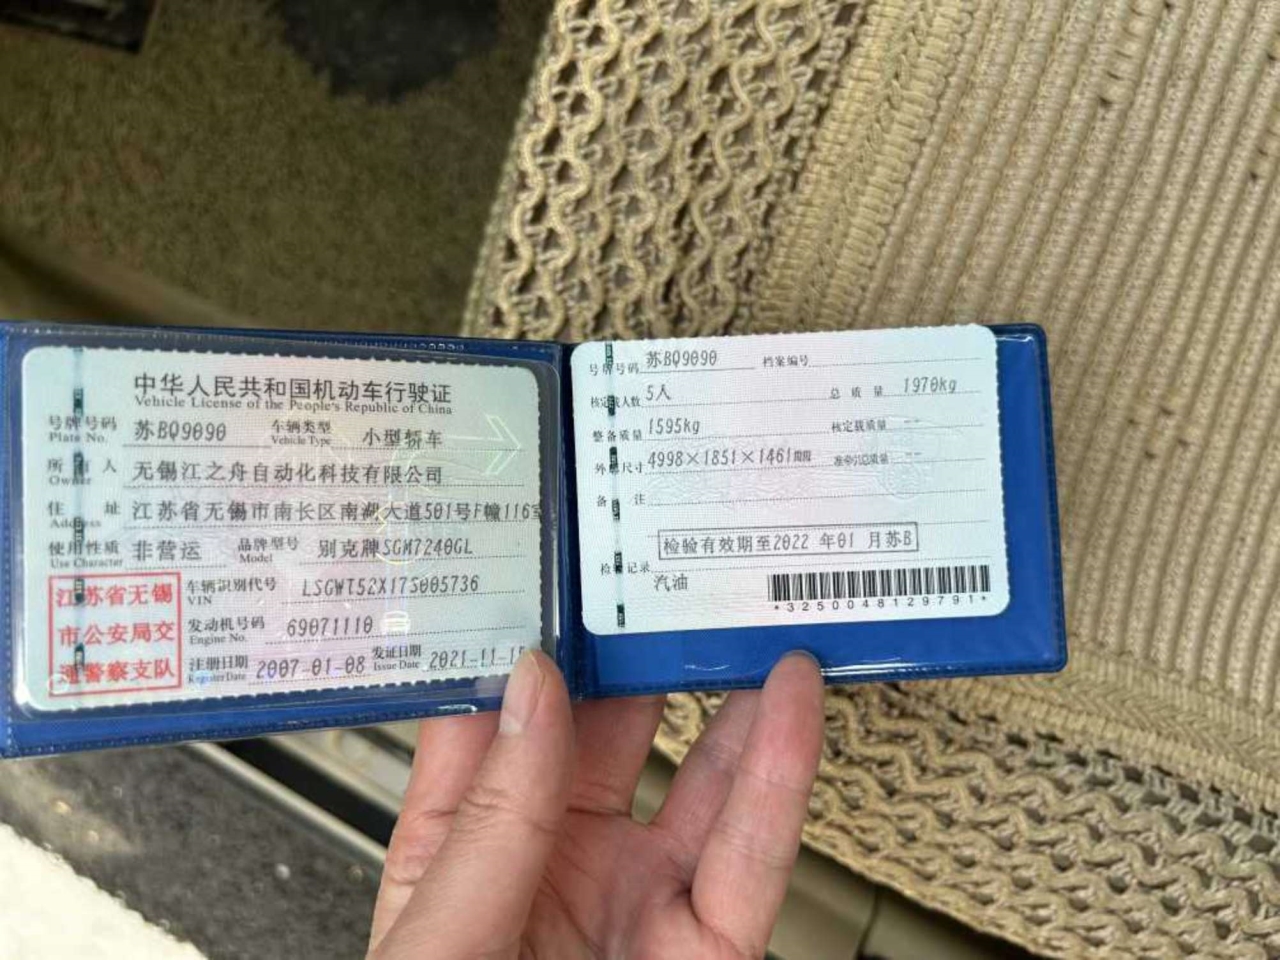 中华人民共和国机动车行驶证
Vehicle License of the People's Republic of China
号牌号码 苏BQ9090 车辆类型 小型轿车
Plate No. Vehicle Type
所有人 无锡江之舟自动化科技有限公司
Owner
住址 江苏省无锡市南长区南湖大道501号F幢116室
Address
使用性质 非营运 品牌型号 别克牌SGM7240GL
Use Character Model
江苏省无锡
市公安局交
通警察支队
车辆识别代号 LSGWT52X17S005736
VIN
发动机号码 69071110
Engine No.
注册日期 2007-01-08 发证日期 2021-11-
Register Date Issue Date
号牌号码 苏BQ9090 档案编号
核定载人数 5人 总质量 1970kg
整备质量 1595kg 核定载质量 --
外廓尺寸 4998×1851×1461mm 准牵引总质量 --
备注
检验有效期至2022年01月苏B
检验记录
汽油
*3250048129791*